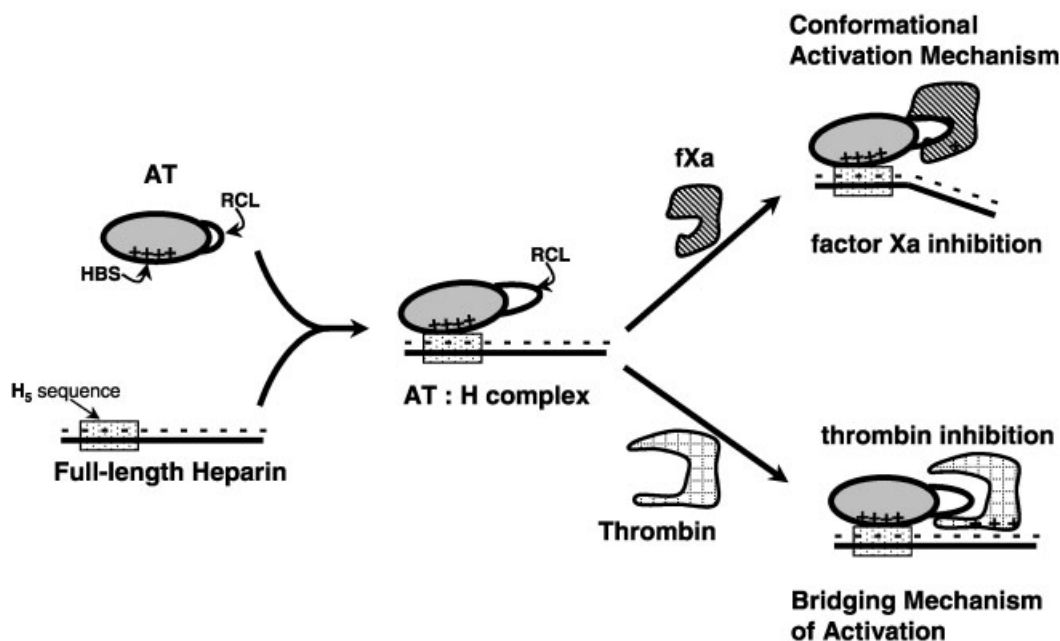 Conformational
Activation Mechanism
AT
RCL
HBS
fXa
factor Xa inhibition
RCL
H₅ sequence
AT : H complex
Full-length Heparin
thrombin inhibition
Thrombin
Bridging Mechanism
of Activation